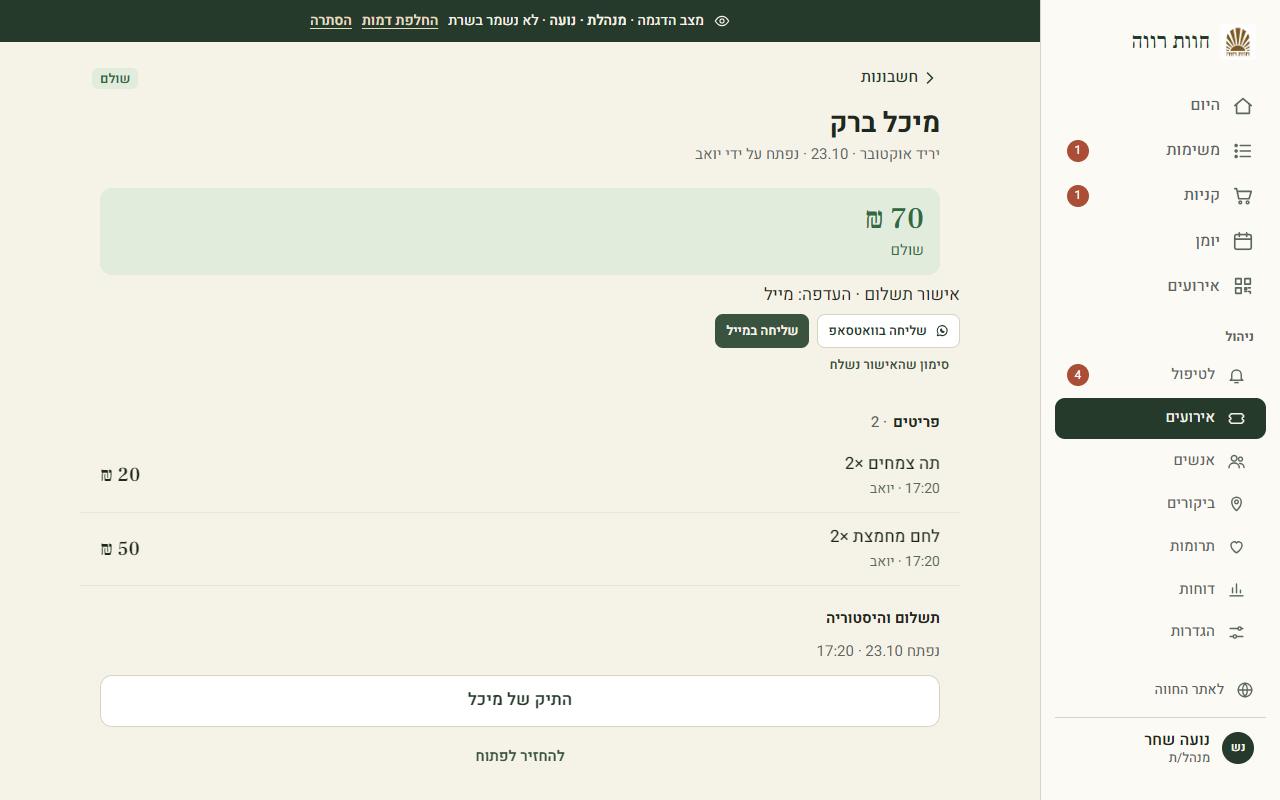 מצב הדגמה · מנהלת · נועה · לא נשמר בשרת החלפת דמות הסתרה
חוות רווה
היום
משימות 1
קניות 1
יומן
אירועים
ניהול
לטיפול 4
אירועים
אנשים
ביקורים
תרומות
דוחות
הגדרות
לאתר החווה
נש
נועה שחר
מנהל/ת
חשבונות
שולם
מיכל ברק
יריד אוקטובר · 23.10 · נפתח על ידי יואב
70 ₪
שולם
אישור תשלום · העדפה: מייל
שליחה בוואטסאפ
שליחה במייל
סימון שהאישור נשלח
פריטים · 2
תה צמחים ×2
20 ₪
17:20 · יואב
לחם מחמצת ×2
50 ₪
17:20 · יואב
תשלום והיסטוריה
נפתח 23.10 · 17:20
התיק של מיכל
להחזיר לפתוח